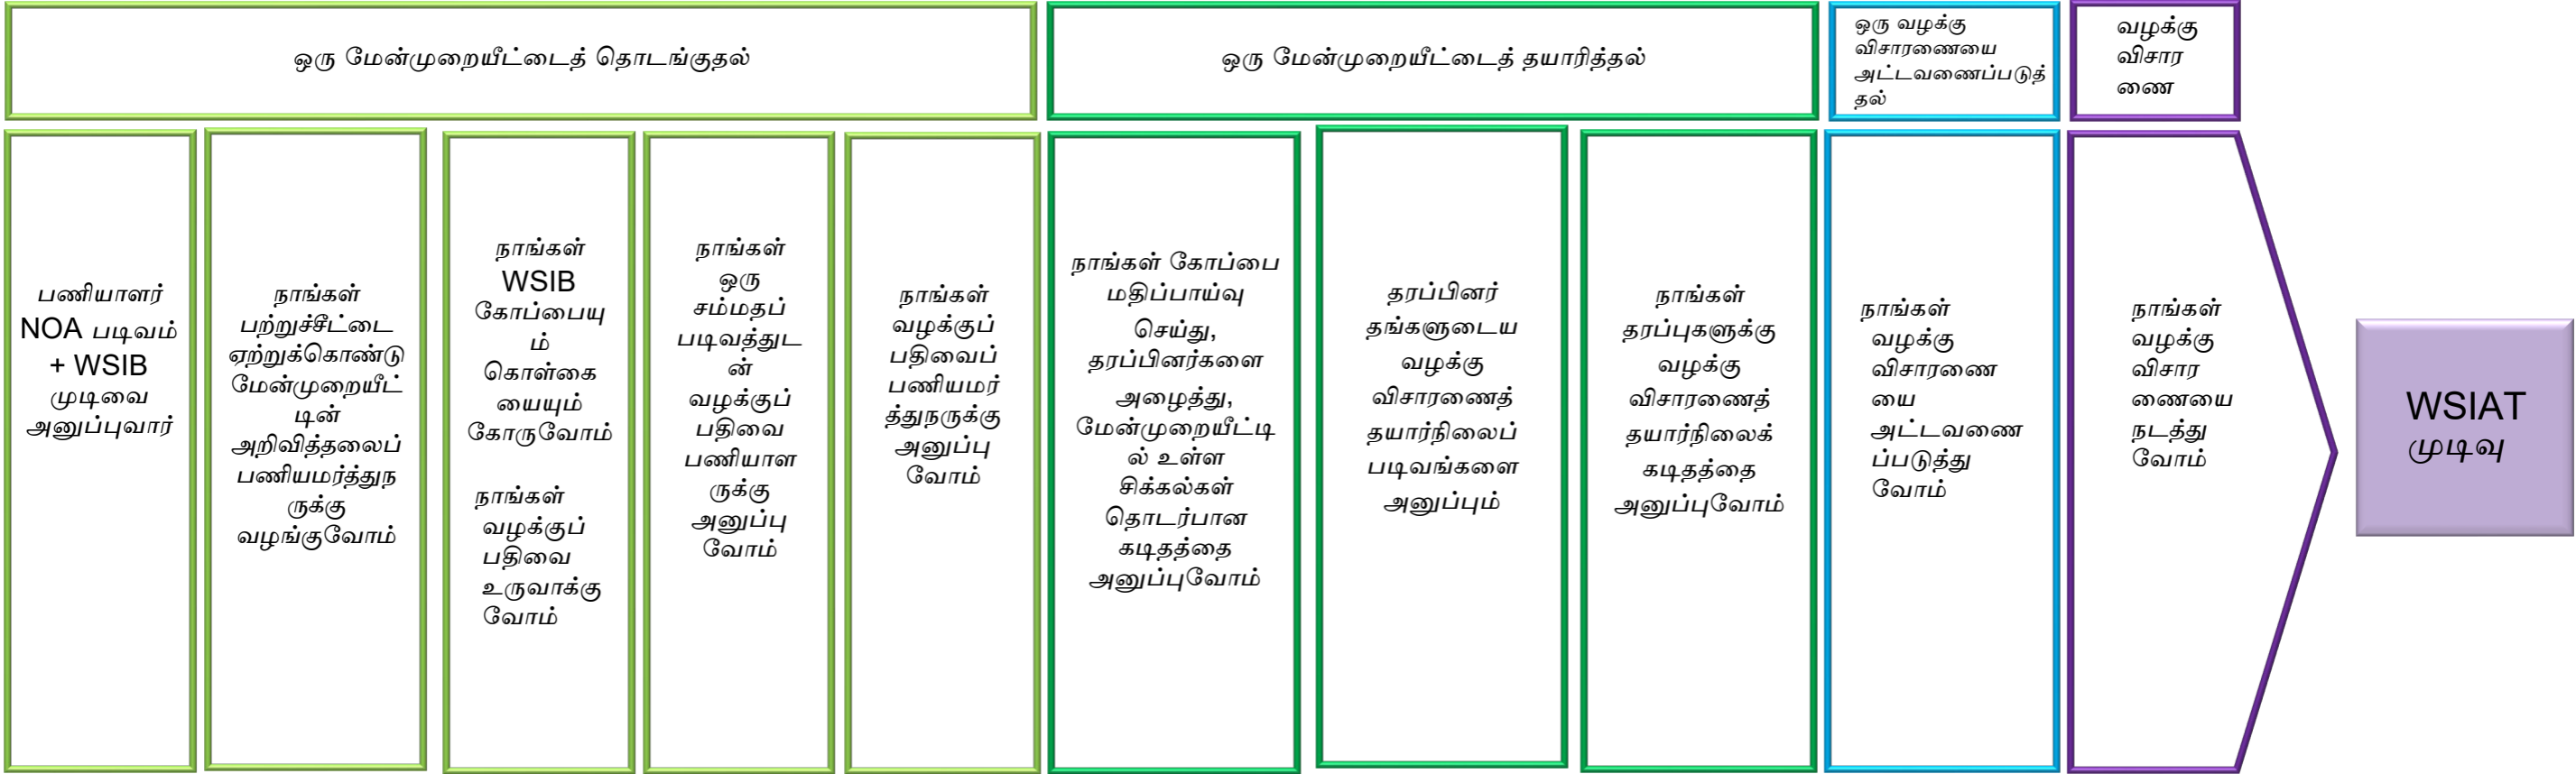 ஒரு மேன்முறையீட்டைத் தொடங்குதல்
ஒரு மேன்முறையீட்டைத் தயாரித்தல்
ஒரு வழக்கு
விசாரணையை
அட்டவணைப்படுத்
தல்
வழக்கு
விசார
ணை
பணியாளர்
NOA படிவம்
+ WSIB
முடிவை
அனுப்புவார்
நாங்கள்
பற்றுச்சீட்டை
ஏற்றுக்கொண்டு
மேன்முறையீட்
டின்
அறிவித்தலைப்
பணியமர்த்துந
ருக்கு
வழங்குவோம்
நாங்கள்
WSIB
கோப்பையு
ம்
கொள்கை
யையும்
கோருவோம்
நாங்கள்
வழக்குப்
பதிவை
உருவாக்கு
வோம்
நாங்கள்
ஒரு
சம்மதப்
படிவத்துட
ன்
வழக்குப்
பதிவை
பணியாள
ருக்கு
அனுப்பு
வோம்
நாங்கள்
வழக்குப்
பதிவைப்
பணியமர்
த்துநருக்கு
அனுப்பு
வோம்
நாங்கள் கோப்பை
மதிப்பாய்வு
செய்து,
தரப்பினர்களை
அழைத்து,
மேன்முறையீட்டி
ல் உள்ள
சிக்கல்கள்
தொடர்பான
கடிதத்தை
அனுப்புவோம்
தரப்பினர்
தங்களுடைய
வழக்கு
விசாரணைத்
தயார்நிலைப்
படிவங்களை
அனுப்பும்
நாங்கள்
தரப்புகளுக்கு
வழக்கு
விசாரணைத்
தயார்நிலைக்
கடிதத்தை
அனுப்புவோம்
நாங்கள்
வழக்கு
விசாரணை
யை
அட்டவணை
ப்படுத்து
வோம்
நாங்கள்
வழக்கு
விசார
ணையை
நடத்து
வோம்
WSIAT
முடிவு